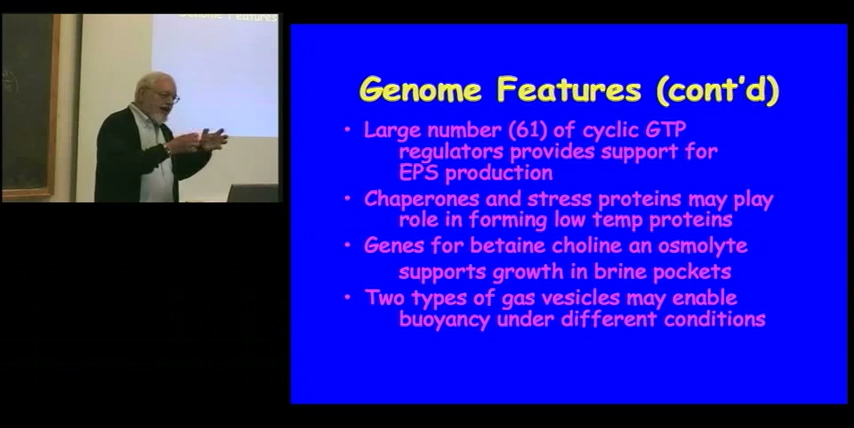 Genome Features
Genome Features (cont'd)
• Large number (61) of cyclic GTP
regulators provides support for
EPS production
• Chaperones and stress proteins may play
role in forming low temp proteins
• Genes for betaine choline an osmolyte
supports growth in brine pockets
• Two types of gas vesicles may enable
buoyancy under different conditions